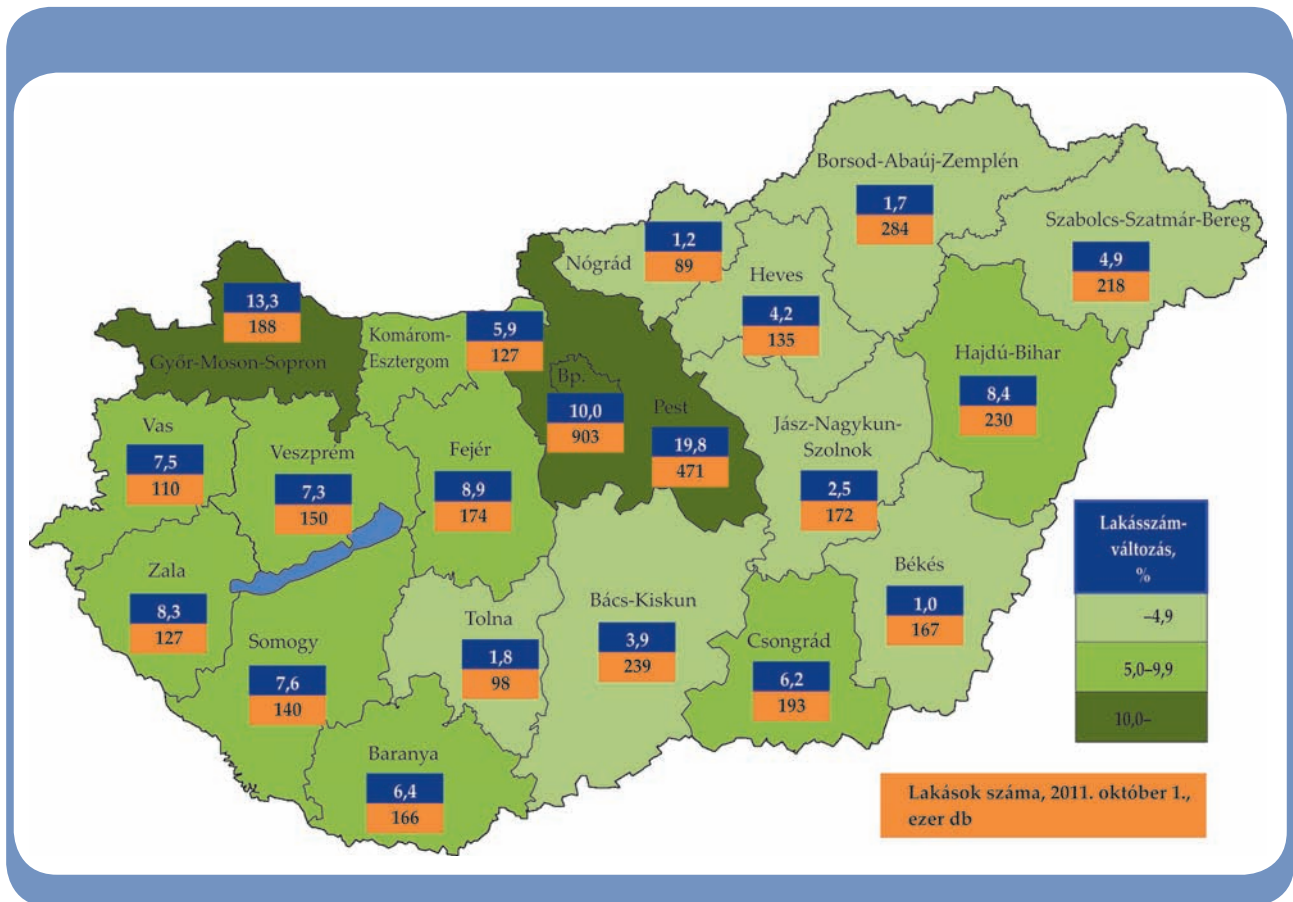 Borsod-Abaúj-Zemplén
1,7
284
Szabolcs-Szatmár-Bereg
4,9
218
Nógrád
1,2
89
Heves
4,2
135
Győr-Moson-Sopron
13,3
188
Komárom-
Esztergom
5,9
127
Bp.
10,0
903
Pest
19,8
471
Hajdú-Bihar
8,4
230
Vas
7,5
110
Veszprém
7,3
150
Fejér
8,9
174
Jász-Nagykun-
Szolnok
2,5
172
Zala
8,3
127
Somogy
7,6
140
Tolna
1,8
98
Bács-Kiskun
3,9
239
Csongrád
6,2
193
Békés
1,0
167
Baranya
6,4
166
Lakásszám-
változás,
%
–4,9
5,0–9,9
10,0–
Lakások száma, 2011. október 1.,
ezer db